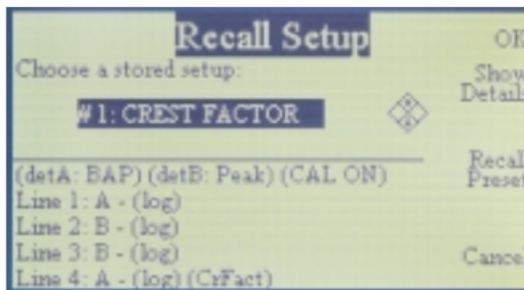 Recall Setup
OK
Choose a stored setup:
Show
Details
#1: CREST FACTOR
(detA: BAP) (detB: Peak) (CAL ON)
Recall
Preset
Line 1: A - (log)
Line 2: B - (log)
Line 3: B - (log)
Cancel
Line 4: A - (log) (CrFact)